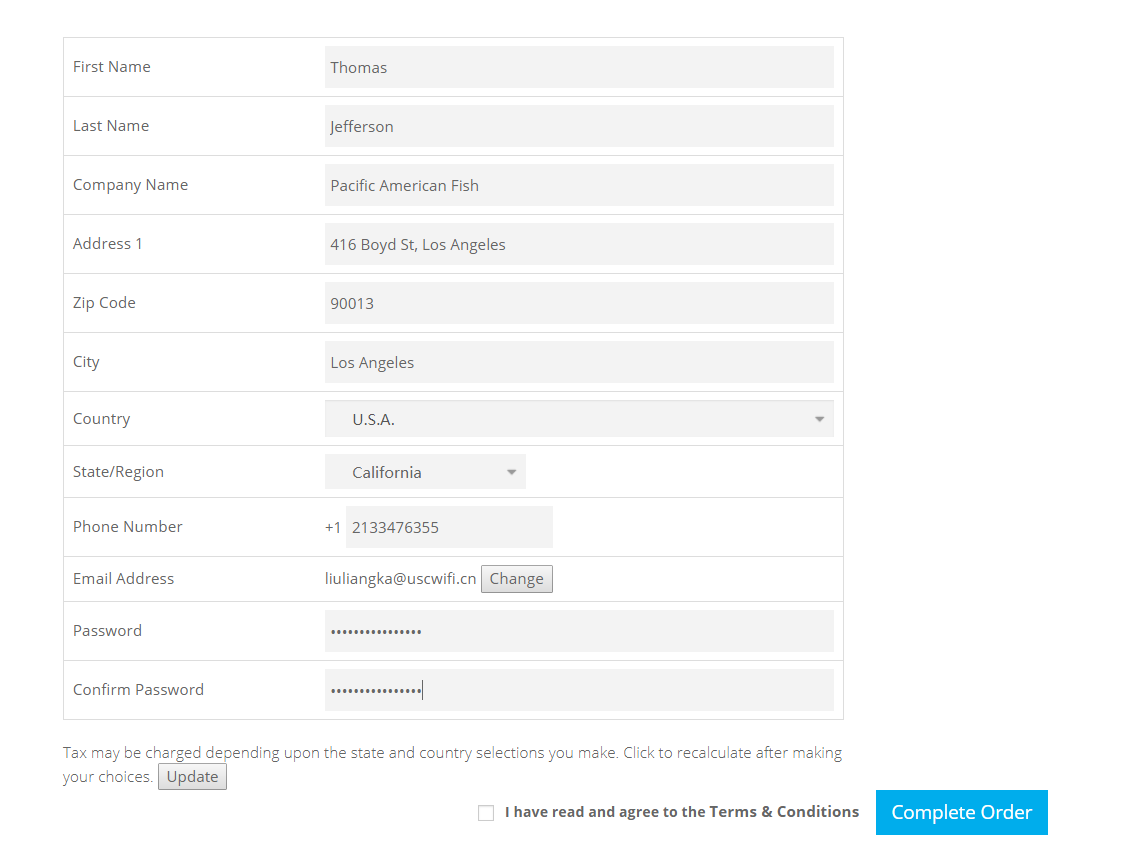 First Name Thomas
Last Name Jefferson
Company Name Pacific American Fish
Address 1 416 Boyd St, Los Angeles
Zip Code 90013
City Los Angeles
Country U.S.A.
State/Region California
Phone Number +1 2133476355
Email Address liuliangka@uscwifi.cn Change
Password ••••••••••••••••
Confirm Password ••••••••••••••••
Tax may be charged depending upon the state and country selections you make. Click to recalculate after making
your choices. Update
I have read and agree to the Terms & Conditions Complete Order